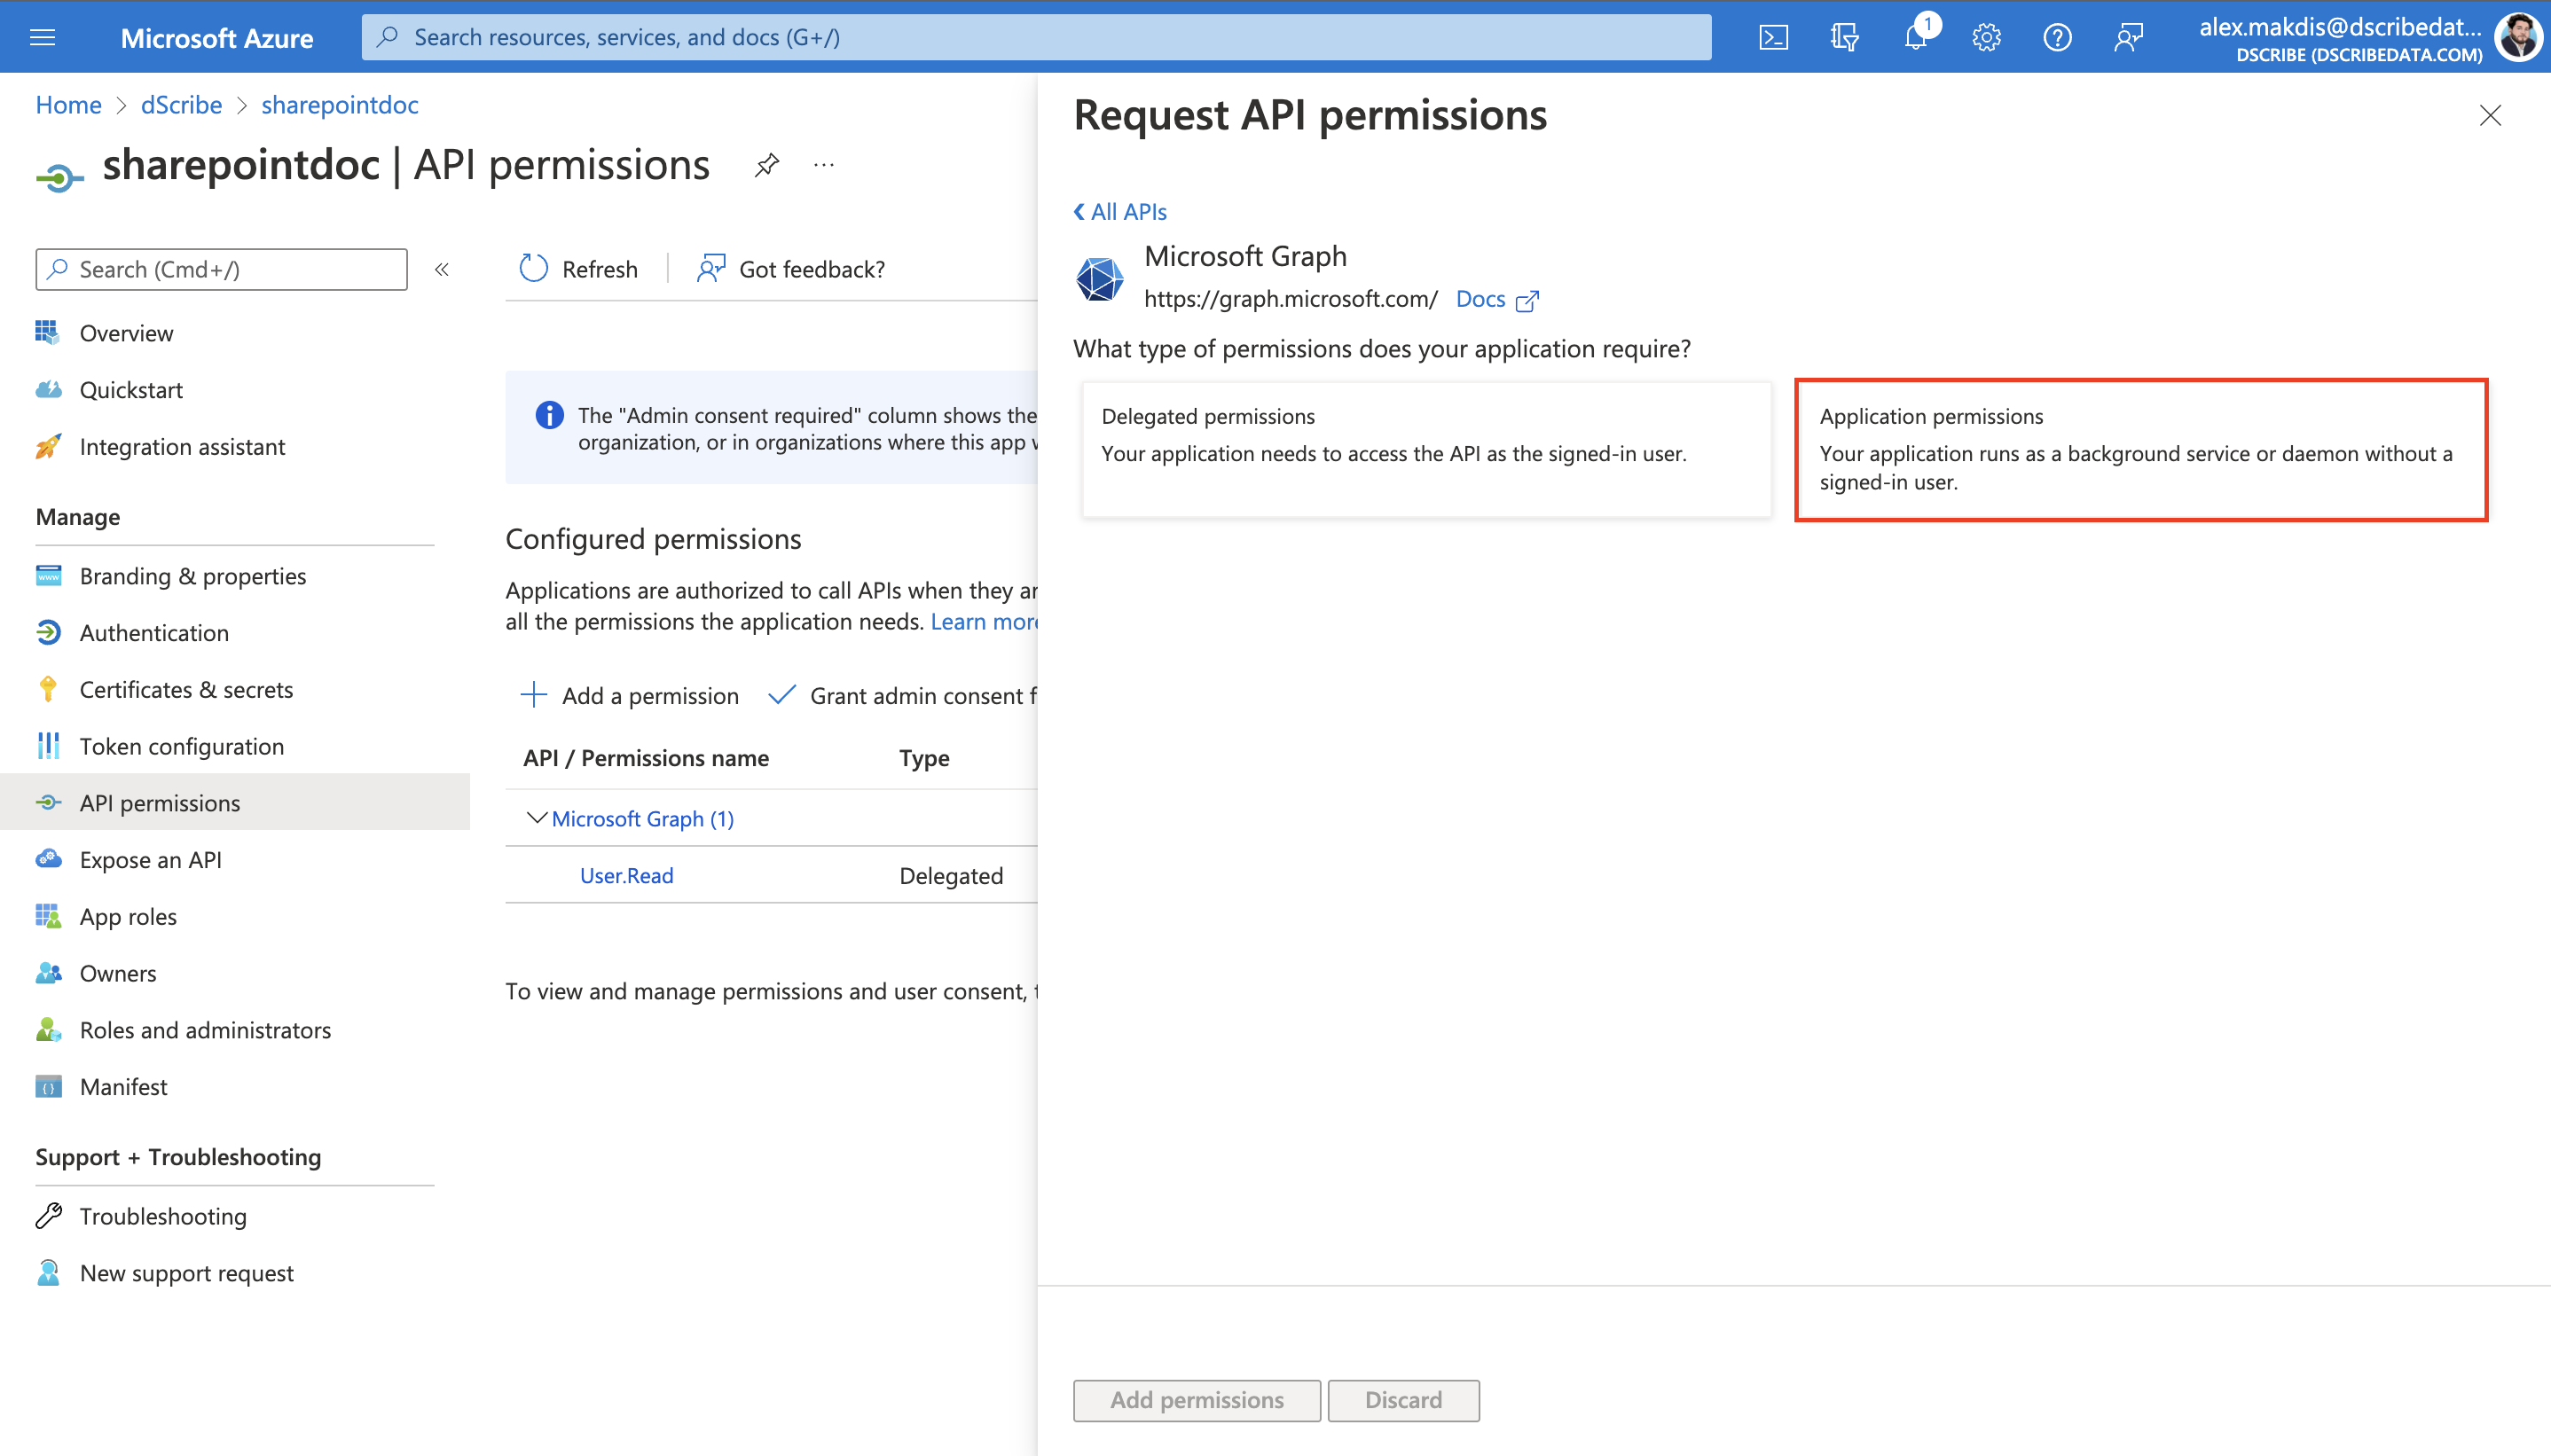 Microsoft Azure
Search resources, services, and docs (G+/)
1
alex.makdis@dscribedat...
DSCRIBE (DSCRIBEDATA.COM)
Home > dScribe > sharepointdoc
sharepointdoc | API permissions
...
Search (Cmd+/)
«
Overview
Quickstart
Integration assistant
Manage
Branding & properties
Authentication
Certificates & secrets
Token configuration
API permissions
Expose an API
App roles
Owners
Roles and administrators
Manifest
Support + Troubleshooting
Troubleshooting
New support request
Refresh
Got feedback?
The "Admin consent required" column shows the
organization, or in organizations where this app
Configured permissions
Applications are authorized to call APIs when they
all the permissions the application needs. Learn more
Add a permission
Grant admin consent f
API / Permissions name
Type
Microsoft Graph (1)
User.Read
Delegated
To view and manage permissions and user consent,
Request API permissions
All APIs
Microsoft Graph
https://graph.microsoft.com/ Docs
What type of permissions does your application require?
Delegated permissions
Your application needs to access the API as the signed-in user.
Application permissions
Your application runs as a background service or daemon without a
signed-in user.
Add permissions
Discard